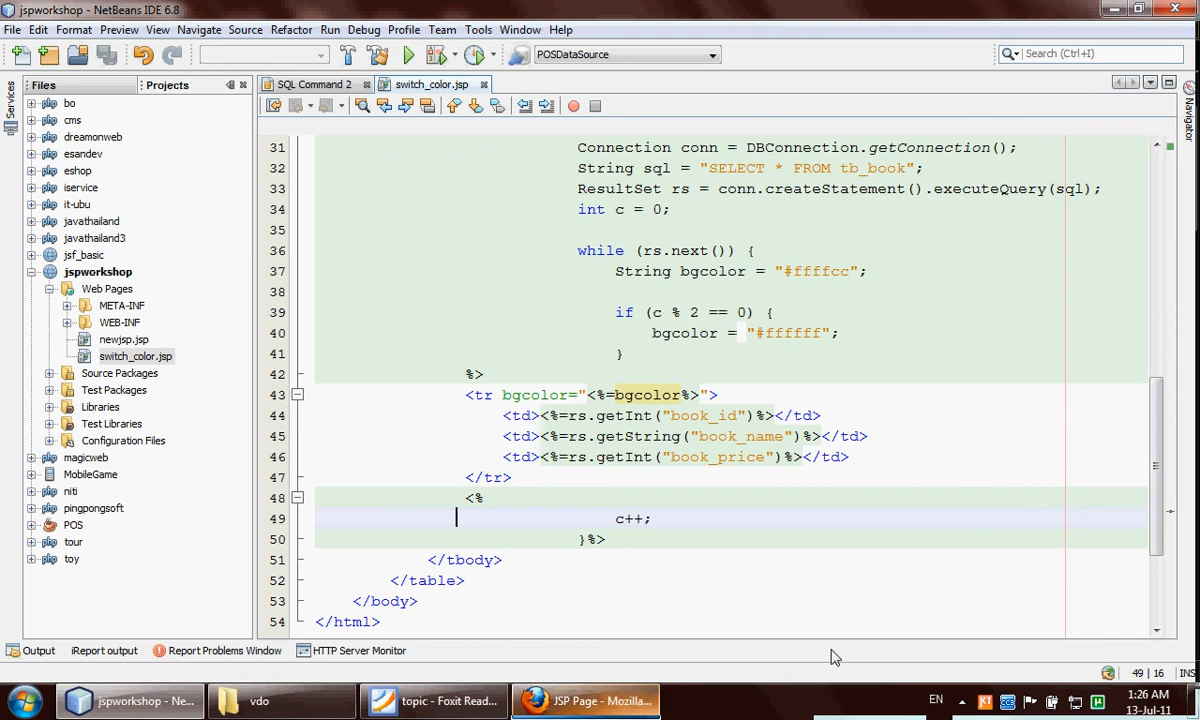 jspworkshop - NetBeans IDE 6.8
File Edit Format Preview View Navigate Source Refactor Run Debug Profile Team Tools Window Help
POSDataSource
Search (Ctrl+I)
Files Projects
SQL Command 2 switch_color.jsp
Services
Navigator
bo
cms
dreamonweb
esandev
eshop
iservice
it-ubu
javathailand
javathailand3
jsf_basic
jspworkshop
Web Pages
META-INF
WEB-INF
newjsp.jsp
switch_color.jsp
Source Packages
Test Packages
Libraries
Test Libraries
Configuration Files
magicweb
MobileGame
niti
pingpongsoft
POS
tour
toy
31 Connection conn = DBConnection.getConnection();
32 String sql = "SELECT * FROM tb_book";
33 ResultSet rs = conn.createStatement().executeQuery(sql);
34 int c = 0;
35
36 while (rs.next()) {
37 String bgcolor = "#ffffcc";
38
39 if (c % 2 == 0) {
40 bgcolor = "#ffffff";
41 }
42 %>
43 <tr bgcolor="<%=bgcolor%>">
44 <td><%=rs.getInt("book_id")%></td>
45 <td><%=rs.getString("book_name")%></td>
46 <td><%=rs.getInt("book_price")%></td>
47 </tr>
48 <%
49 c++;
50 }%>
51 </tbody>
52 </table>
53 </body>
54 </html>
Output iReport output Report Problems Window HTTP Server Monitor
49 | 16 INS
jspworkshop - Ne... vdo topic - Foxit Read... JSP Page - Mozilla...
EN
1:26 AM
13-Jul-11